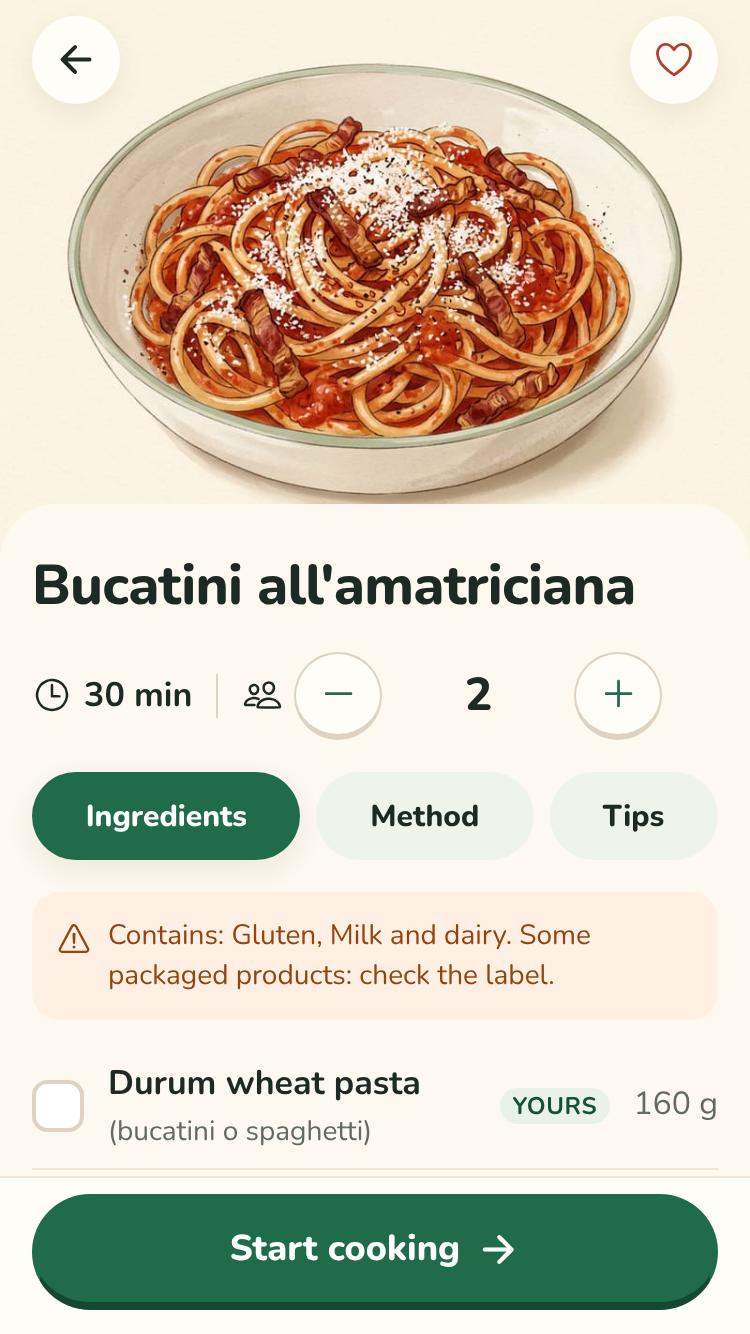 Bucatini all'amatriciana
30 min
2
Ingredients
Method
Tips
Contains: Gluten, Milk and dairy. Some
packaged products: check the label.
Durum wheat pasta
(bucatini o spaghetti)
YOURS
160 g
Start cooking